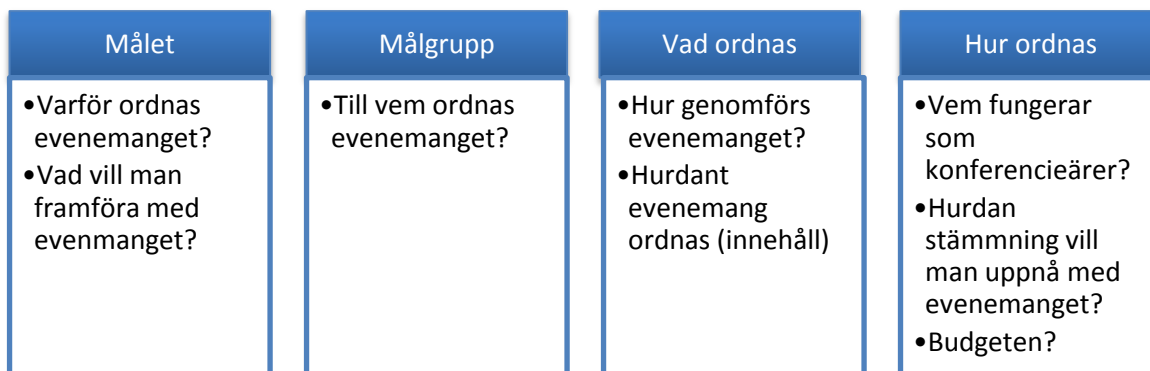 Målet
•Varför ordnas
evenemanget?
•Vad vill man
framföra med
evenmanget?
Målgrupp
•Till vem ordnas
evenemanget?
Vad ordnas
•Hur genomförs
evenemanget?
•Hurdant
evenemang
ordnas (innehåll)
Hur ordnas
•Vem fungerar
som
konferencieärer?
•Hurdan
stämmning vill
man uppnå med
evenemanget?
•Budgeten?